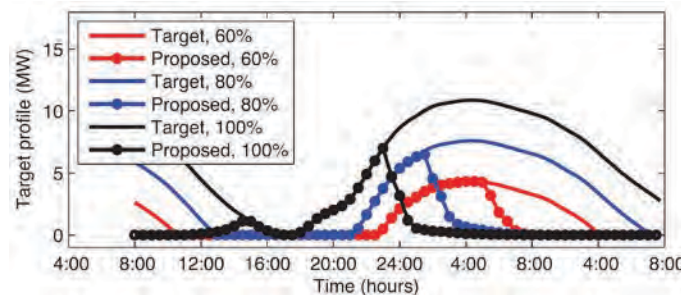 Target profile (MW)
15
10
5
0
Target, 60%
Proposed, 60%
Target, 80%
Proposed, 80%
Target, 100%
Proposed, 100%
4:00 8:00 12:00 16:00 20:00 24:00 4:00 8:00 4:00 8:00
Time (hours)